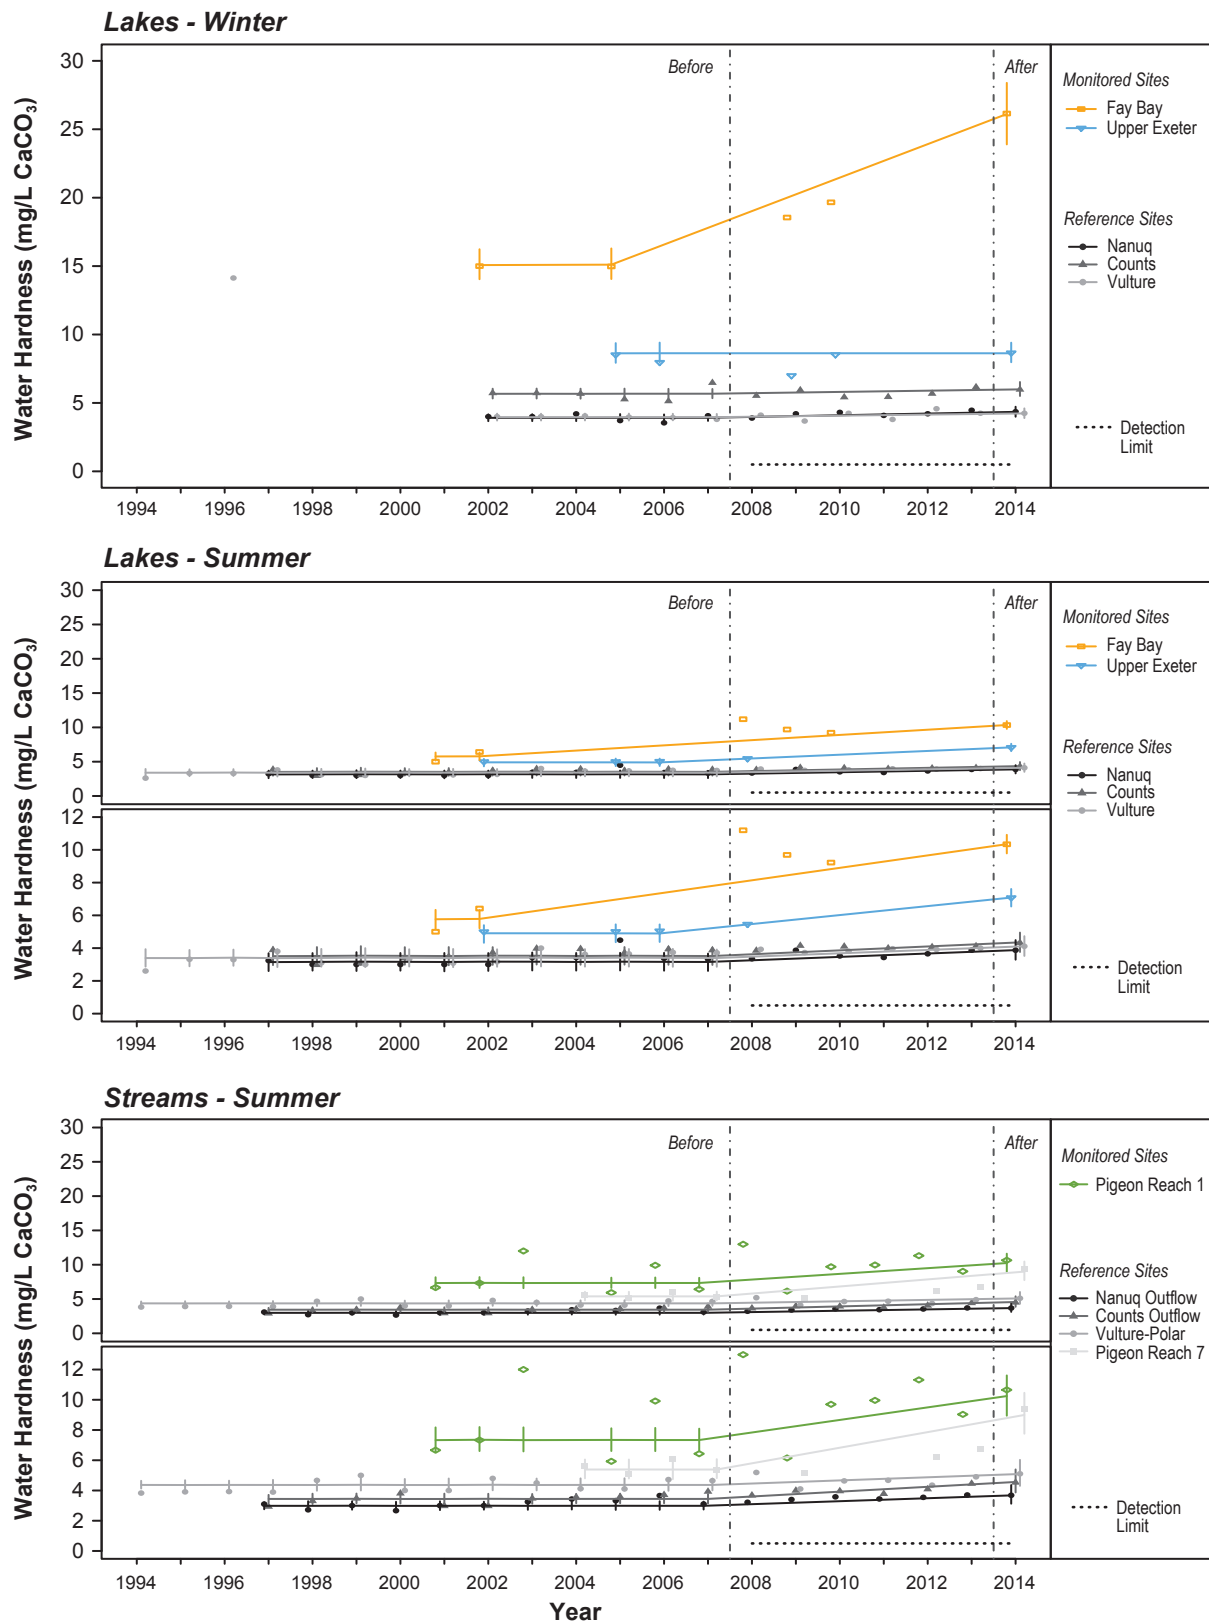 Lakes - Winter
Water Hardness (mg/L CaCO₃)
30
25
20
15
10
5
0
Before
After
Monitored Sites
Fay Bay
Upper Exeter
Reference Sites
Nanuq
Counts
Vulture
Detection
Limit
1994 1996 1998 2000 2002 2004 2006 2008 2010 2012 2014
Lakes - Summer
Water Hardness (mg/L CaCO₃)
30
25
20
15
10
5
0
Before
After
12
10
8
6
4
2
0
Monitored Sites
Fay Bay
Upper Exeter
Reference Sites
Nanuq
Counts
Vulture
Detection
Limit
1994 1996 1998 2000 2002 2004 2006 2008 2010 2012 2014
Streams - Summer
Water Hardness (mg/L CaCO₃)
30
25
20
15
10
5
0
Before
After
12
10
8
6
4
2
0
Monitored Sites
Pigeon Reach 1
Reference Sites
Nanuq Outflow
Counts Outflow
Vulture-Polar
Pigeon Reach 7
Detection
Limit
1994 1996 1998 2000 2002 2004 2006 2008 2010 2012 2014
Year